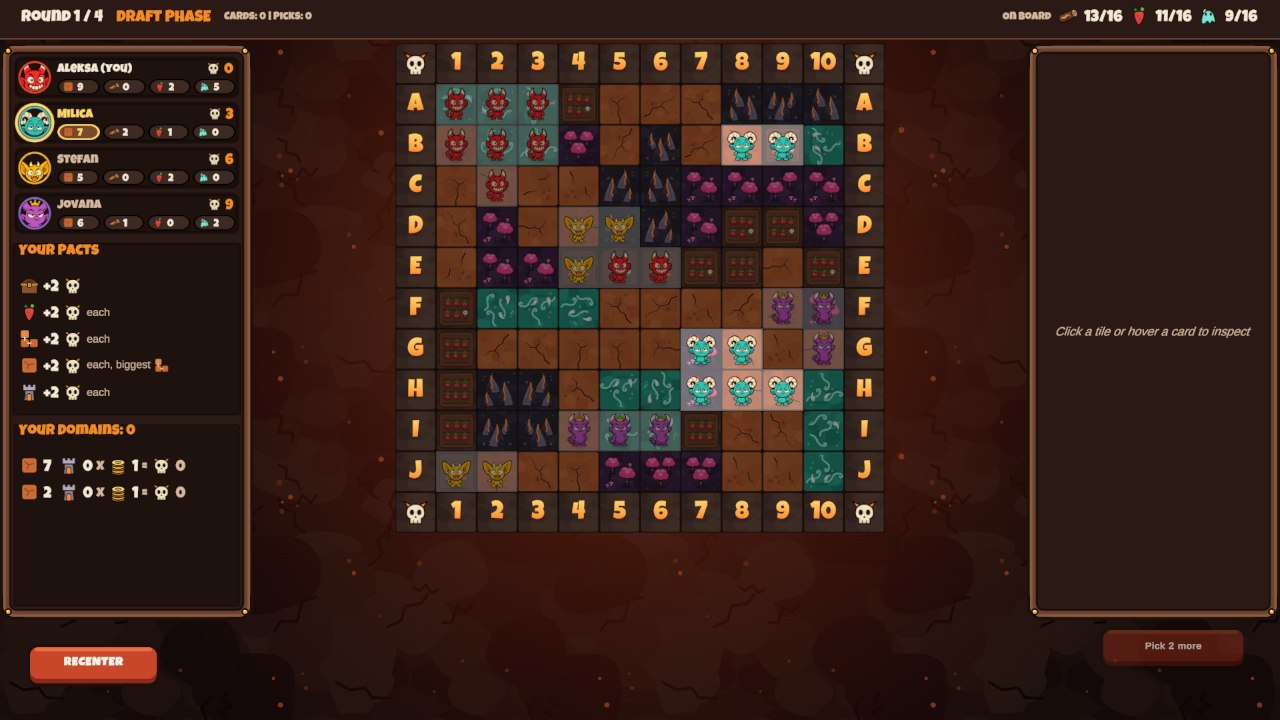 Round 1 / 4 Draft Phase Cards: 0 | Picks: 0
On Board 13/16 11/16 9/16
Aleksa (You) 0
9 0 2 5
Milica 3
7 2 1 0
Stefan 6
5 0 2 0
Jovana 9
6 1 0 2
Your Pacts
+2
+2 each
+2 each
+2 each, biggest
+2 each
Your Domains: 0
7 0 x 1 = 0
2 0 x 1 = 0
1 2 3 4 5 6 7 8 9 10
A A
B B
C C
D D
E E
F F
G G
H H
I I
J J
1 2 3 4 5 6 7 8 9 10
Click a tile or hover a card to inspect
Recenter
Pick 2 more